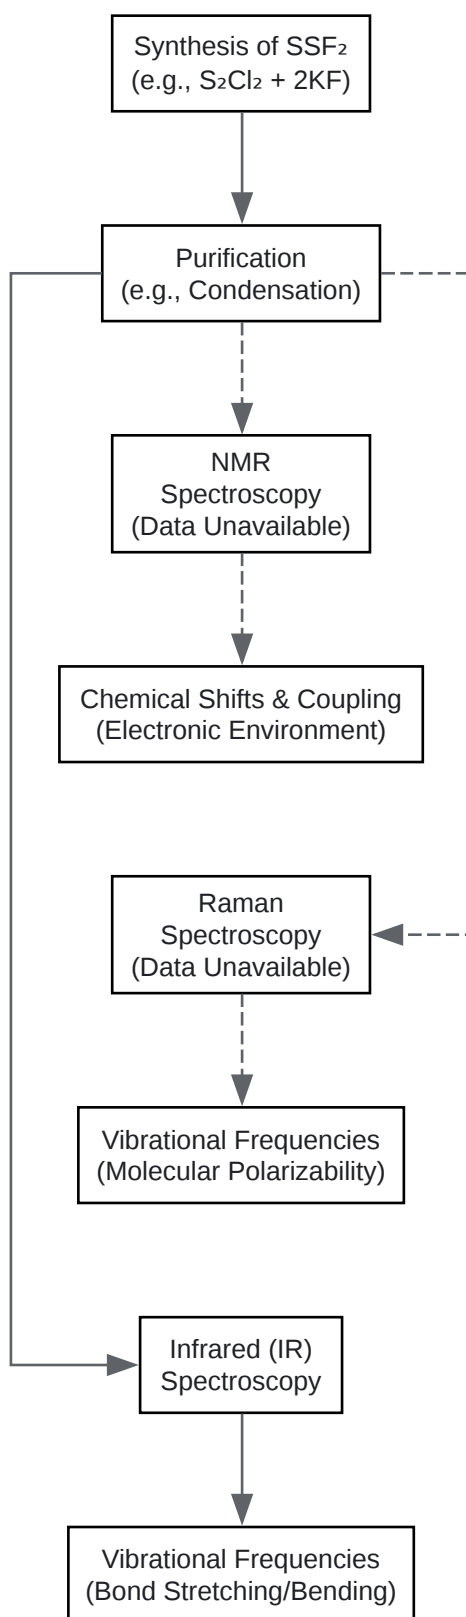 Synthesis of SSF₂
(e.g., S₂Cl₂ + 2KF)
Purification
(e.g., Condensation)
NMR
Spectroscopy
(Data Unavailable)
Chemical Shifts & Coupling
(Electronic Environment)
Raman
Spectroscopy
(Data Unavailable)
Vibrational Frequencies
(Molecular Polarizability)
Infrared (IR)
Spectroscopy
Vibrational Frequencies
(Bond Stretching/Bending)